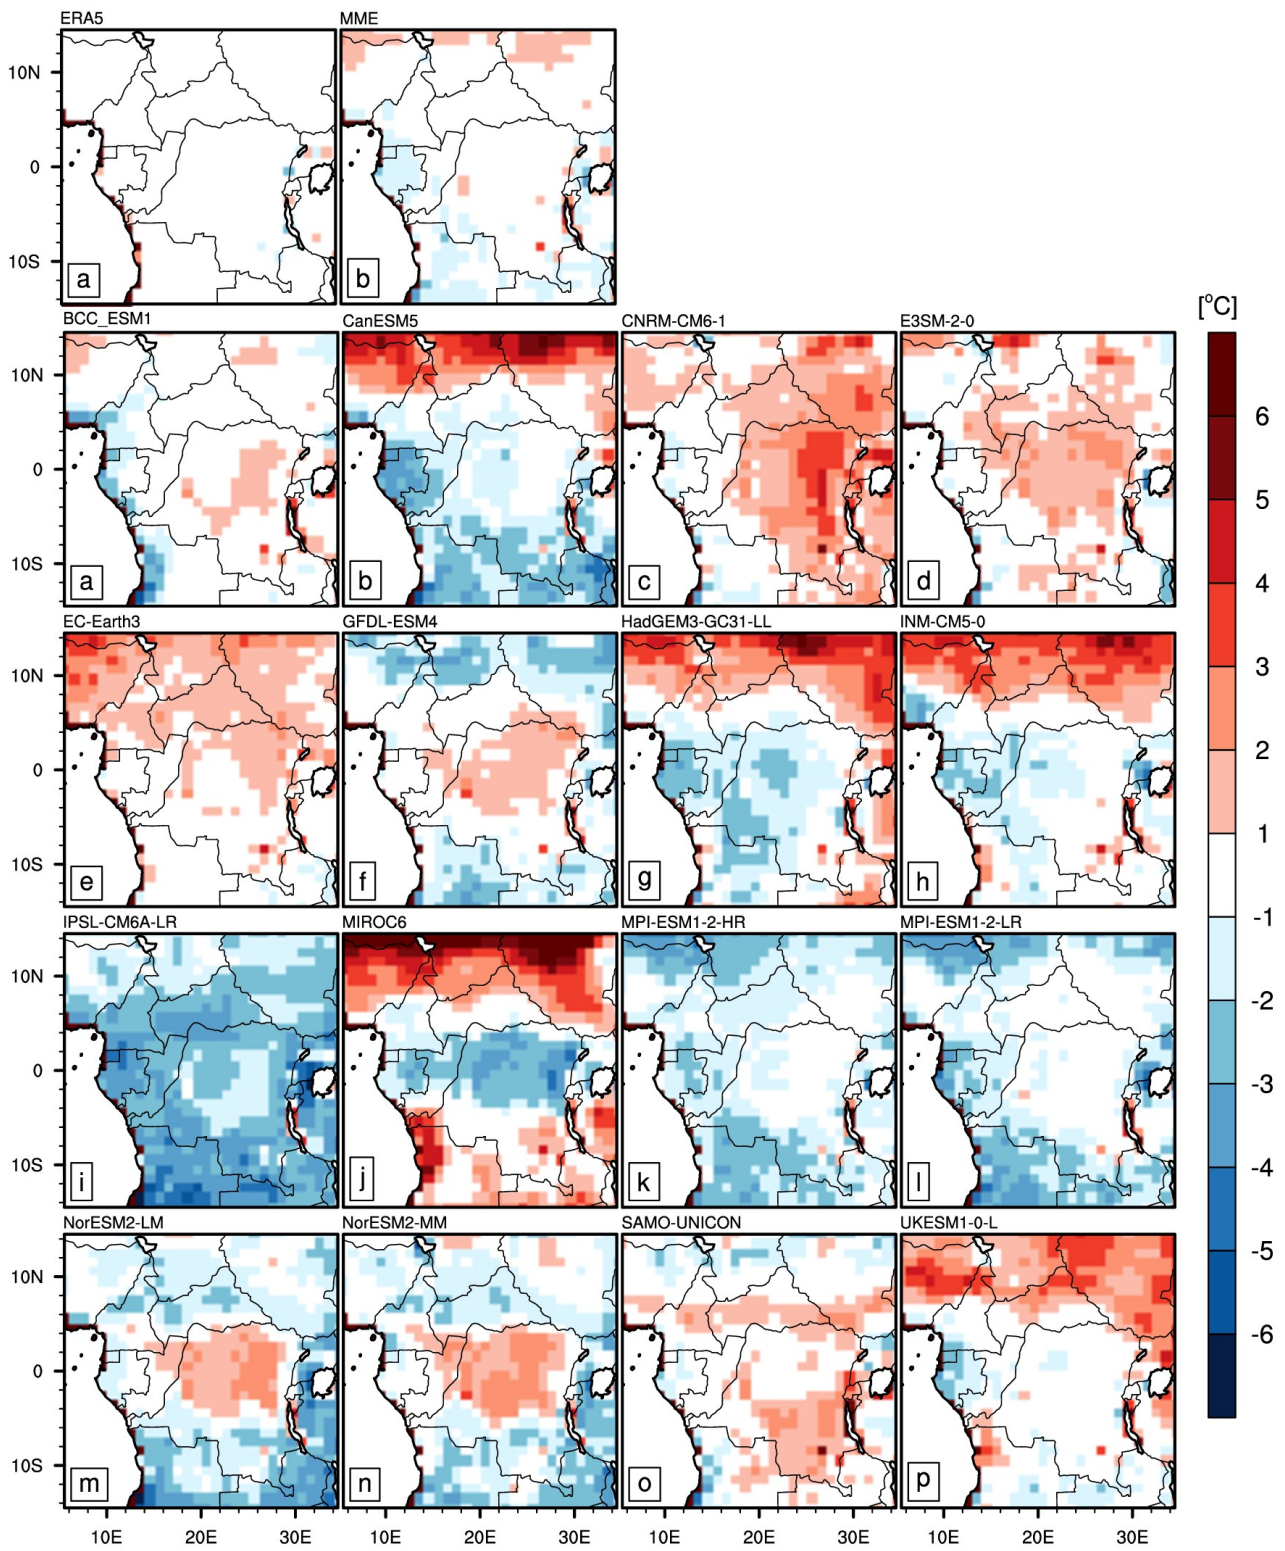 ERA5 MME
10N
0
10S
a b
[°C]
BCC_ESM1 CanESM5 CNRM-CM6-1 E3SM-2-0
10N
0
10S
a b c d
EC-Earth3 GFDL-ESM4 HadGEM3-GC31-LL INM-CM5-0
10N
0
10S
e f g h
IPSL-CM6A-LR MIROC6 MPI-ESM1-2-HR MPI-ESM1-2-LR
10N
0
10S
i j k l
NorESM2-LM NorESM2-MM SAMO-UNICON UKESM1-0-L
10N
0
10S
m n o p
10E 20E 30E 10E 20E 30E 10E 20E 30E 10E 20E 30E
6
5
4
3
2
1
-1
-2
-3
-4
-5
-6